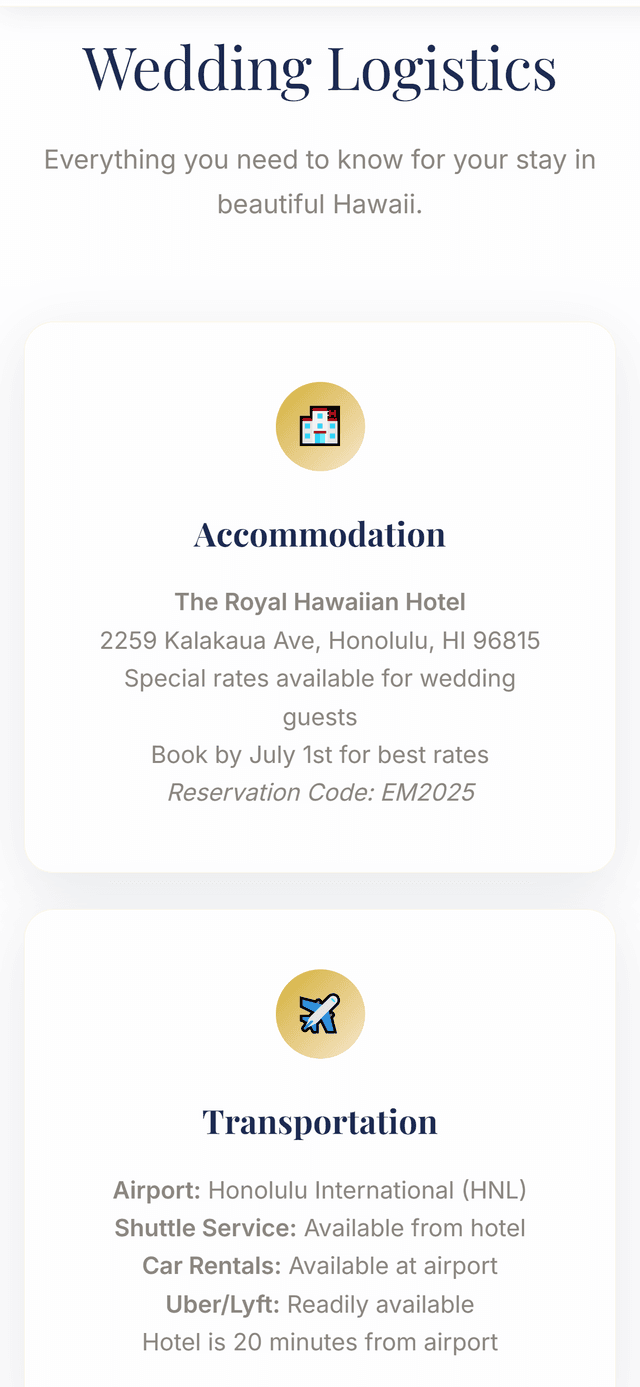 Wedding Logistics
Everything you need to know for your stay in
beautiful Hawaii.
Accommodation
The Royal Hawaiian Hotel
2259 Kalakaua Ave, Honolulu, HI 96815
Special rates available for wedding
guests
Book by July 1st for best rates
Reservation Code: EM2025
Transportation
Airport: Honolulu International (HNL)
Shuttle Service: Available from hotel
Car Rentals: Available at airport
Uber/Lyft: Readily available
Hotel is 20 minutes from airport